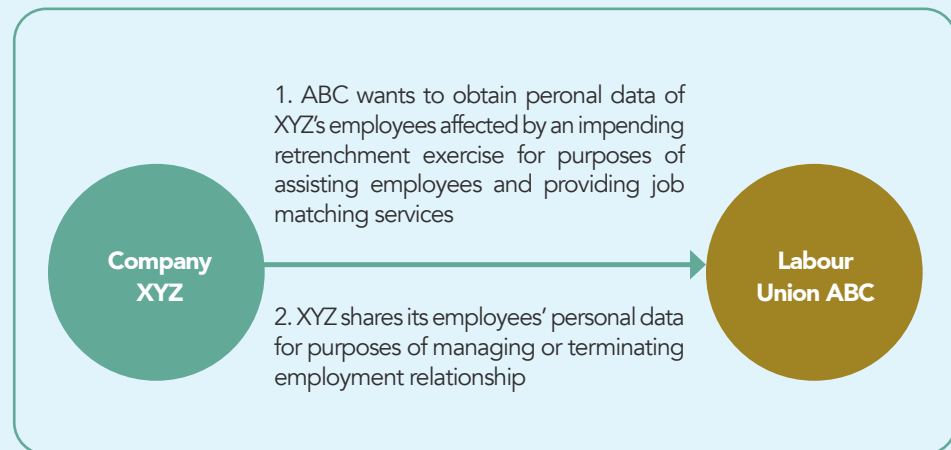 1. ABC wants to obtain peronal data of
XYZ’s employees affected by an impending
retrenchment exercise for purposes of
assisting employees and providing job
matching services
Company
XYZ
Labour
Union ABC
2. XYZ shares its employees’ personal data
for purposes of managing or terminating
employment relationship